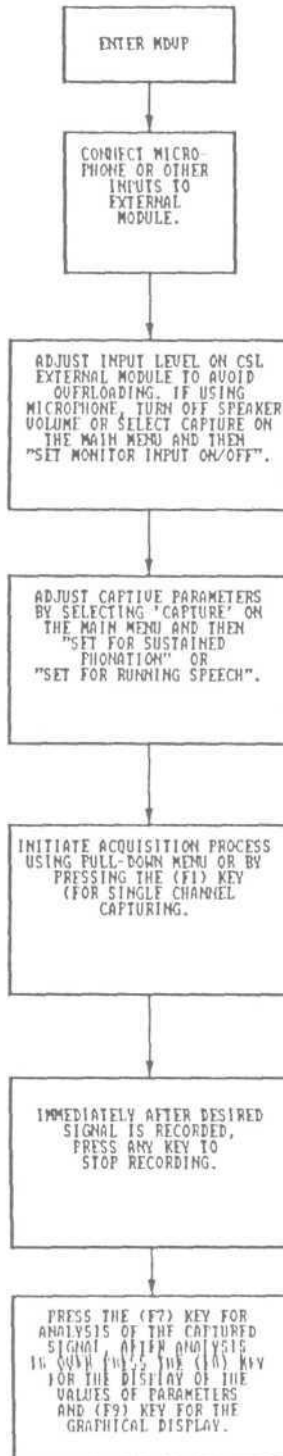 ENTER MDVP
CONNECT MICRO-
PHONE OR OTHER
INPUTS TO
EXTERNAL
MODULE.
ADJUST INPUT LEVEL ON CSL
EXTERNAL MODULE TO AVOID
OVERLOADING. IF USING
MICROPHONE, TURN OFF SPEAKER
VOLUME OR SELECT CAPTURE ON
THE MAIN MENU AND THEN
"SET MONITOR INPUT ON/OFF".
ADJUST CAPTIVE PARAMETERS
BY SELECTING 'CAPTURE' ON
THE MAIN MENU AND THEN
"SET FOR SUSTAINED
PHONATION" OR
"SET FOR RUNNING SPEECH".
INITIATE ACQUISITION PROCESS
USING PULL-DOWN MENU OR BY
PRESSING THE (F1) KEY
(FOR SINGLE CHANNEL
CAPTURING.
IMMEDIATELY AFTER DESIRED
SIGNAL IS RECORDED,
PRESS ANY KEY TO
STOP RECORDING.
PRESS THE (F7) KEY FOR
ANALYSIS OF THE CAPTURED
SIGNAL. AFTER ANALYSIS
IS OVER PRESS THE KEY
FOR THE DISPLAY OF THE
VALUES OF PARAMETERS
AND (F9) KEY FOR THE
GRAPHICAL DISPLAY.